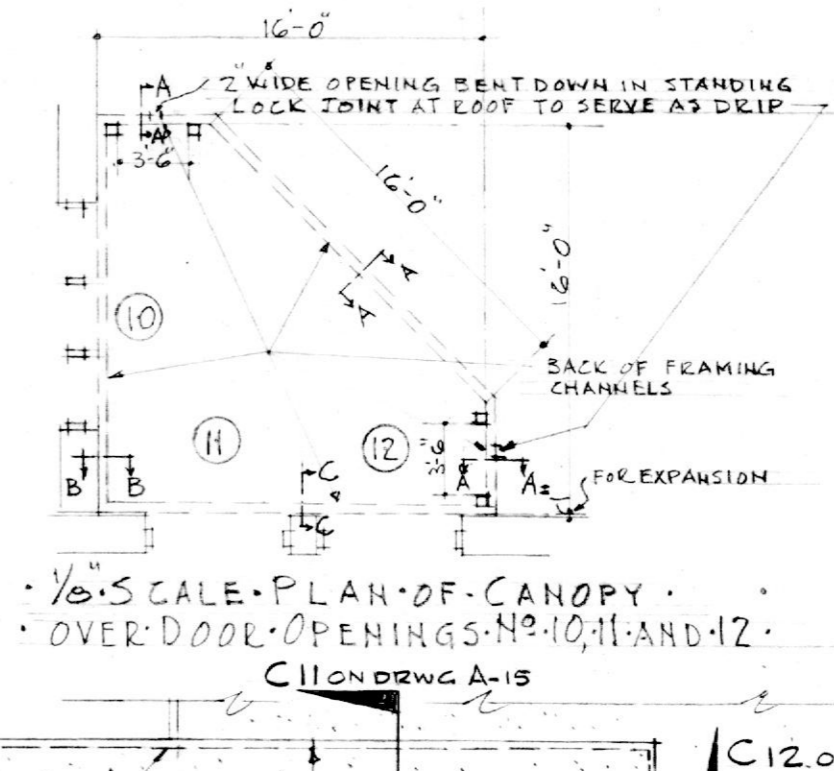 16'-0"
A
2" WIDE OPENING BENT DOWN IN STANDING
LOCK JOINT AT ROOF TO SERVE AS DRIP
A
3'-6"
16'-0"
16'-0"
A
A
10
BACK OF FRAMING
CHANNELS
11
12
3'-6"
B
B
C
C
A
A
FOR EXPANSION
· 1/8" · SCALE · PLAN · OF · CANOPY ·
· OVER · DOOR · OPENINGS · Nº · 10, 11 · AND · 12 ·
C11 ON DRWG A-15
C12.0